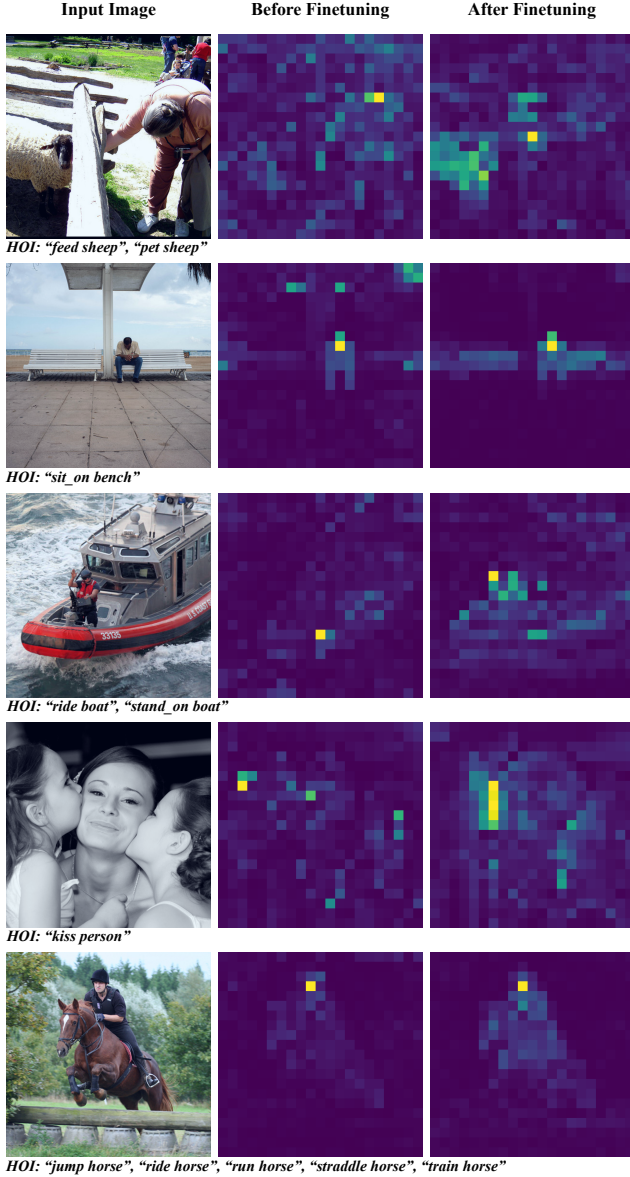 Input Image Before Finetuning After Finetuning
HOI: “feed sheep”, “pet sheep”
HOI: “sit_on bench”
33135
U.S. COAST
HOI: “ride boat”, “stand_on boat”
HOI: “kiss person”
HOI: “jump horse”, “ride horse”, “run horse”, “straddle horse”, “train horse”